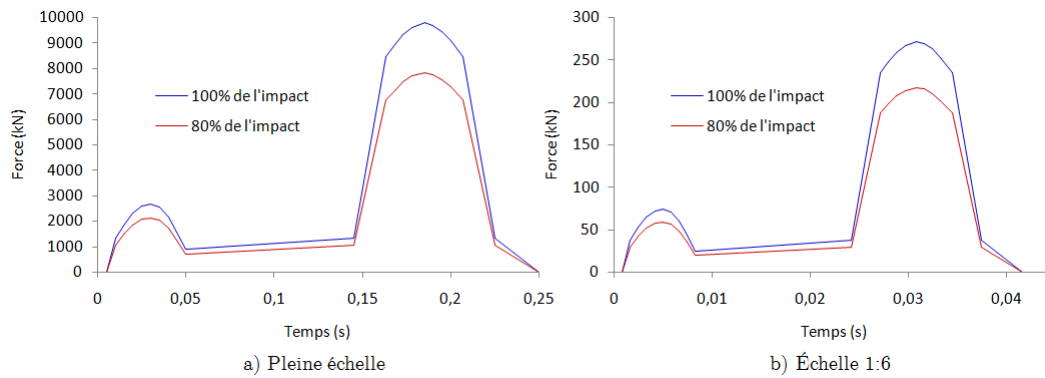 10000
9000
8000
7000
6000
5000
4000
3000
2000
1000
0
Force (kN)
100% de l'impact
80% de l'impact
0 0,05 0,1 0,15 0,2 0,25
Temps (s)
a) Pleine échelle
300
250
200
150
100
50
0
Force (kN)
100% de l'impact
80% de l'impact
0 0,01 0,02 0,03 0,04
Temps (s)
b) Échelle 1:6